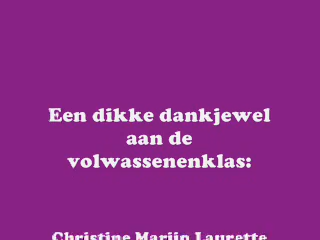 Een dikke dankjewel
aan de
volwassenenklas:
Christine Marijn Laurette